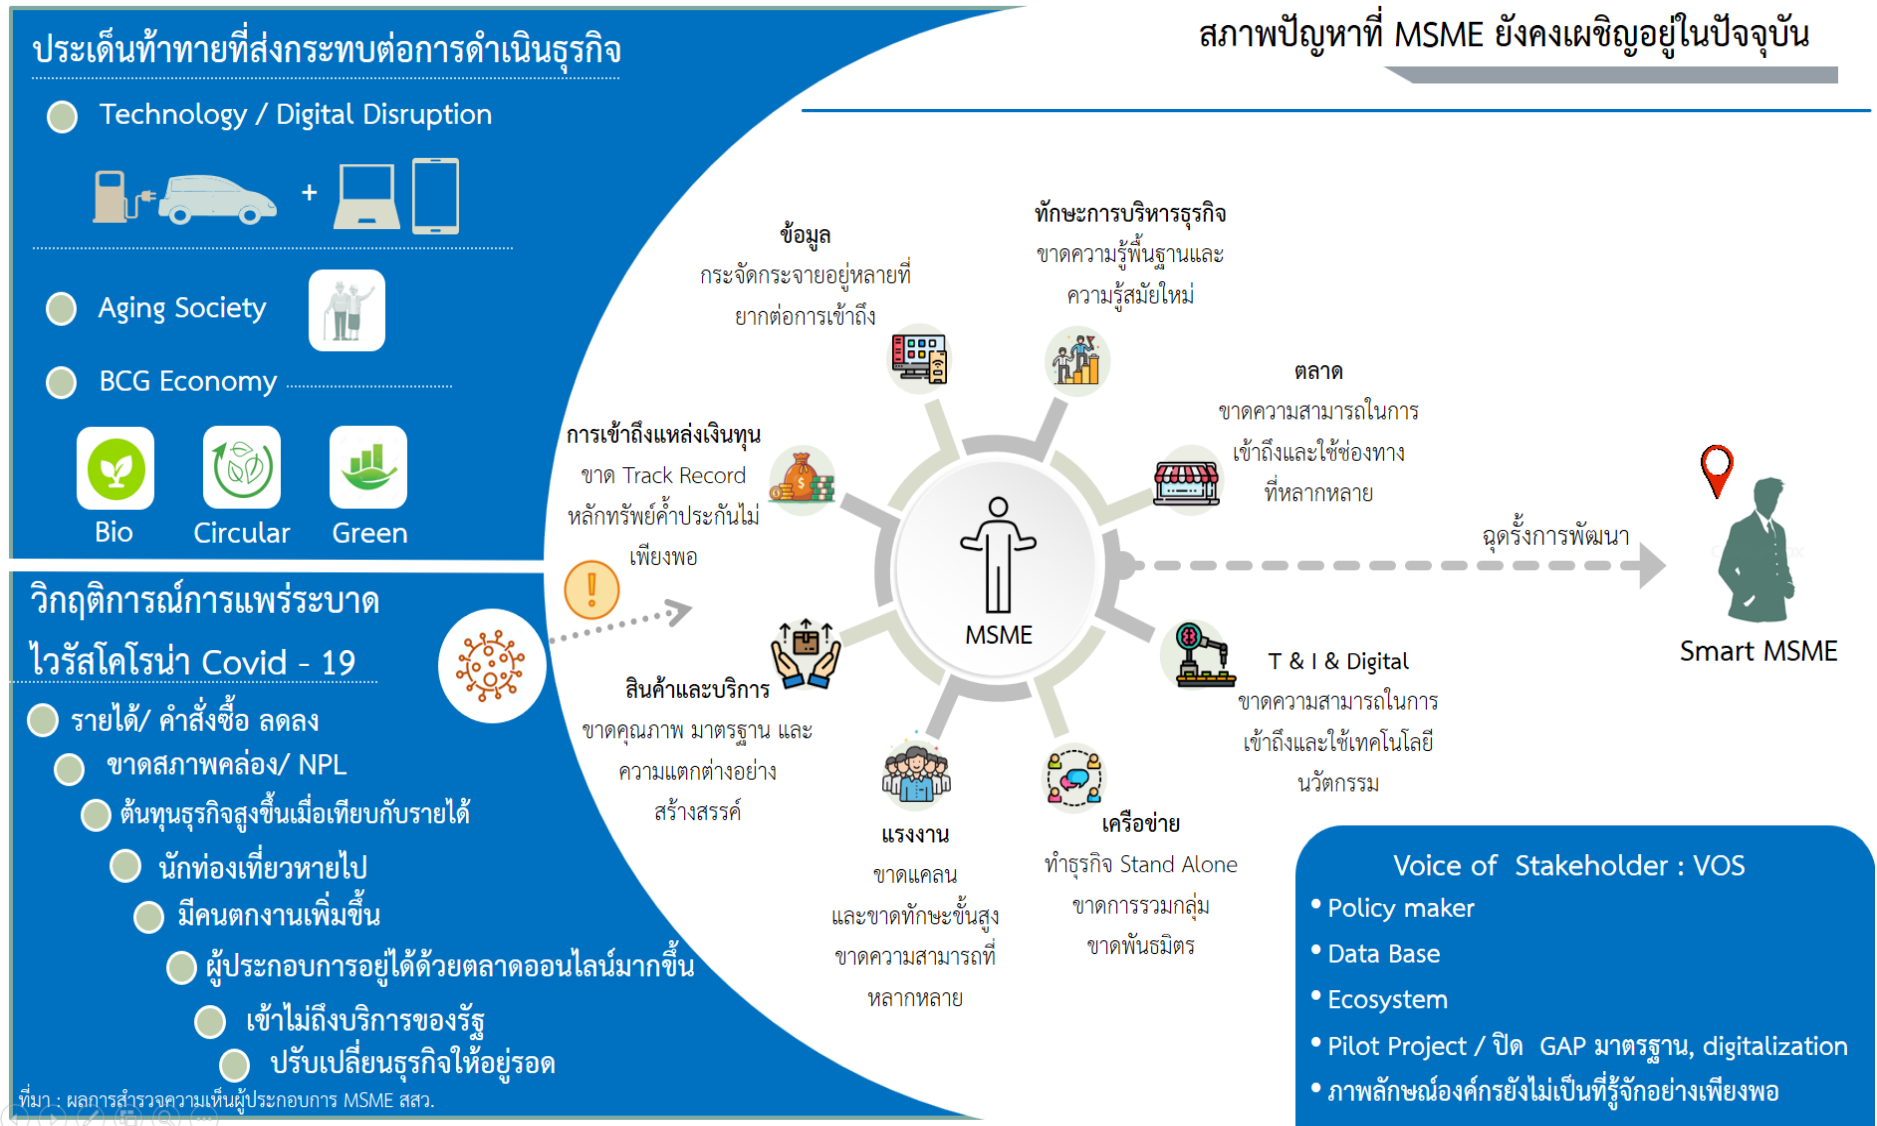 ประเด็นท้าทายที่ส่งกระทบต่อการดำเนินธุรกิจ
Technology / Digital Disruption
+
Aging Society
BCG Economy
Bio
Circular
Green
วิกฤติการณ์การแพร่ระบาด
ไวรัสโคโรน่า Covid - 19
รายได้/ คำสั่งซื้อ ลดลง
ขาดสภาพคล่อง/ NPL
ต้นทุนธุรกิจสูงขึ้นเมื่อเทียบกับรายได้
นักท่องเที่ยวหายไป
มีคนตกงานเพิ่มขึ้น
ผู้ประกอบการอยู่ได้ด้วยตลาดออนไลน์มากขึ้น
เข้าไม่ถึงบริการของรัฐ
ปรับเปลี่ยนธุรกิจให้อยู่รอด
ที่มา : ผลการสำรวจความเห็นผู้ประกอบการ MSME สสว.
สภาพปัญหาที่ MSME ยังคงเผชิญอยู่ในปัจจุบัน
ข้อมูล
กระจัดกระจายอยู่หลายที่
ยากต่อการเข้าถึง
ทักษะการบริหารธุรกิจ
ขาดความรู้พื้นฐานและ
ความรู้สมัยใหม่
ตลาด
ขาดความสามารถในการ
เข้าถึงและใช้ช่องทาง
ที่หลากหลาย
การเข้าถึงแหล่งเงินทุน
ขาด Track Record
หลักทรัพย์ค้ำประกันไม่
เพียงพอ
!
MSME
ฉุดรั้งการพัฒนา
Smart MSME
สินค้าและบริการ
ขาดคุณภาพ มาตรฐาน และ
ความแตกต่างอย่าง
สร้างสรรค์
T & I & Digital
ขาดความสามารถในการ
เข้าถึงและใช้เทคโนโลยี
นวัตกรรม
แรงงาน
ขาดแคลน
และขาดทักษะขั้นสูง
ขาดความสามารถที่
หลากหลาย
เครือข่าย
ทำธุรกิจ Stand Alone
ขาดการรวมกลุ่ม
ขาดพันธมิตร
Voice of Stakeholder : VOS
• Policy maker
• Data Base
• Ecosystem
• Pilot Project / ปิด GAP มาตรฐาน, digitalization
• ภาพลักษณ์องค์กรยังไม่เป็นที่รู้จักอย่างเพียงพอ